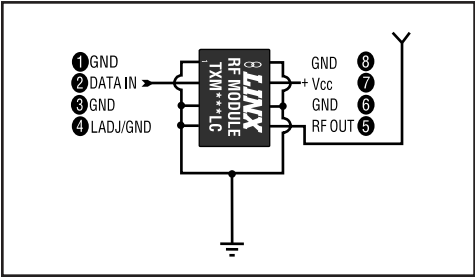 1 GND
2 DATA IN
3 GND
4 LADJ/GND
1
LINX
RF MODULE
TXM***LC
GND 8
+ Vcc 7
GND 6
RF OUT 5